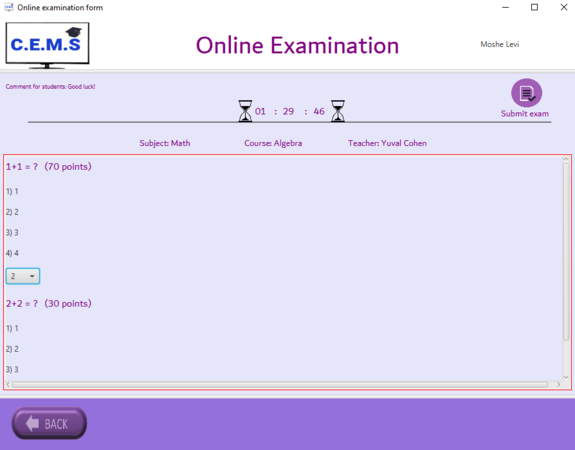 Online examination form
C.E.M.S
Online Examination
Moshe Levi
Comment for students: Good luck!
01 : 29 : 46
Submit exam
Subject: Math
Course: Algebra
Teacher: Yuval Cohen
1+1 = ? (70 points)
1) 1
2) 2
3) 3
4) 4
2
2+2 = ? (30 points)
1) 1
2) 2
3) 3
BACK